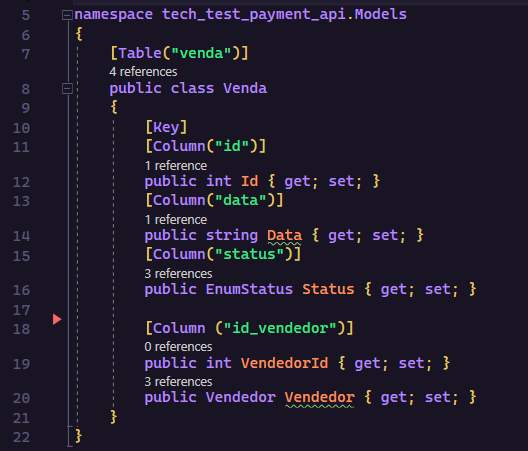 5 namespace tech_test_payment_api.Models
6 {
7 [Table("venda")]
4 references
8 public class Venda
9 {
10 [Key]
11 [Column("id")]
1 reference
12 public int Id { get; set; }
13 [Column("data")]
1 reference
14 public string Data { get; set; }
15 [Column("status")]
3 references
16 public EnumStatus Status { get; set; }
17
18 [Column ("id_vendedor")]
0 references
19 public int VendedorId { get; set; }
3 references
20 public Vendedor Vendedor { get; set; }
21 }
22 }